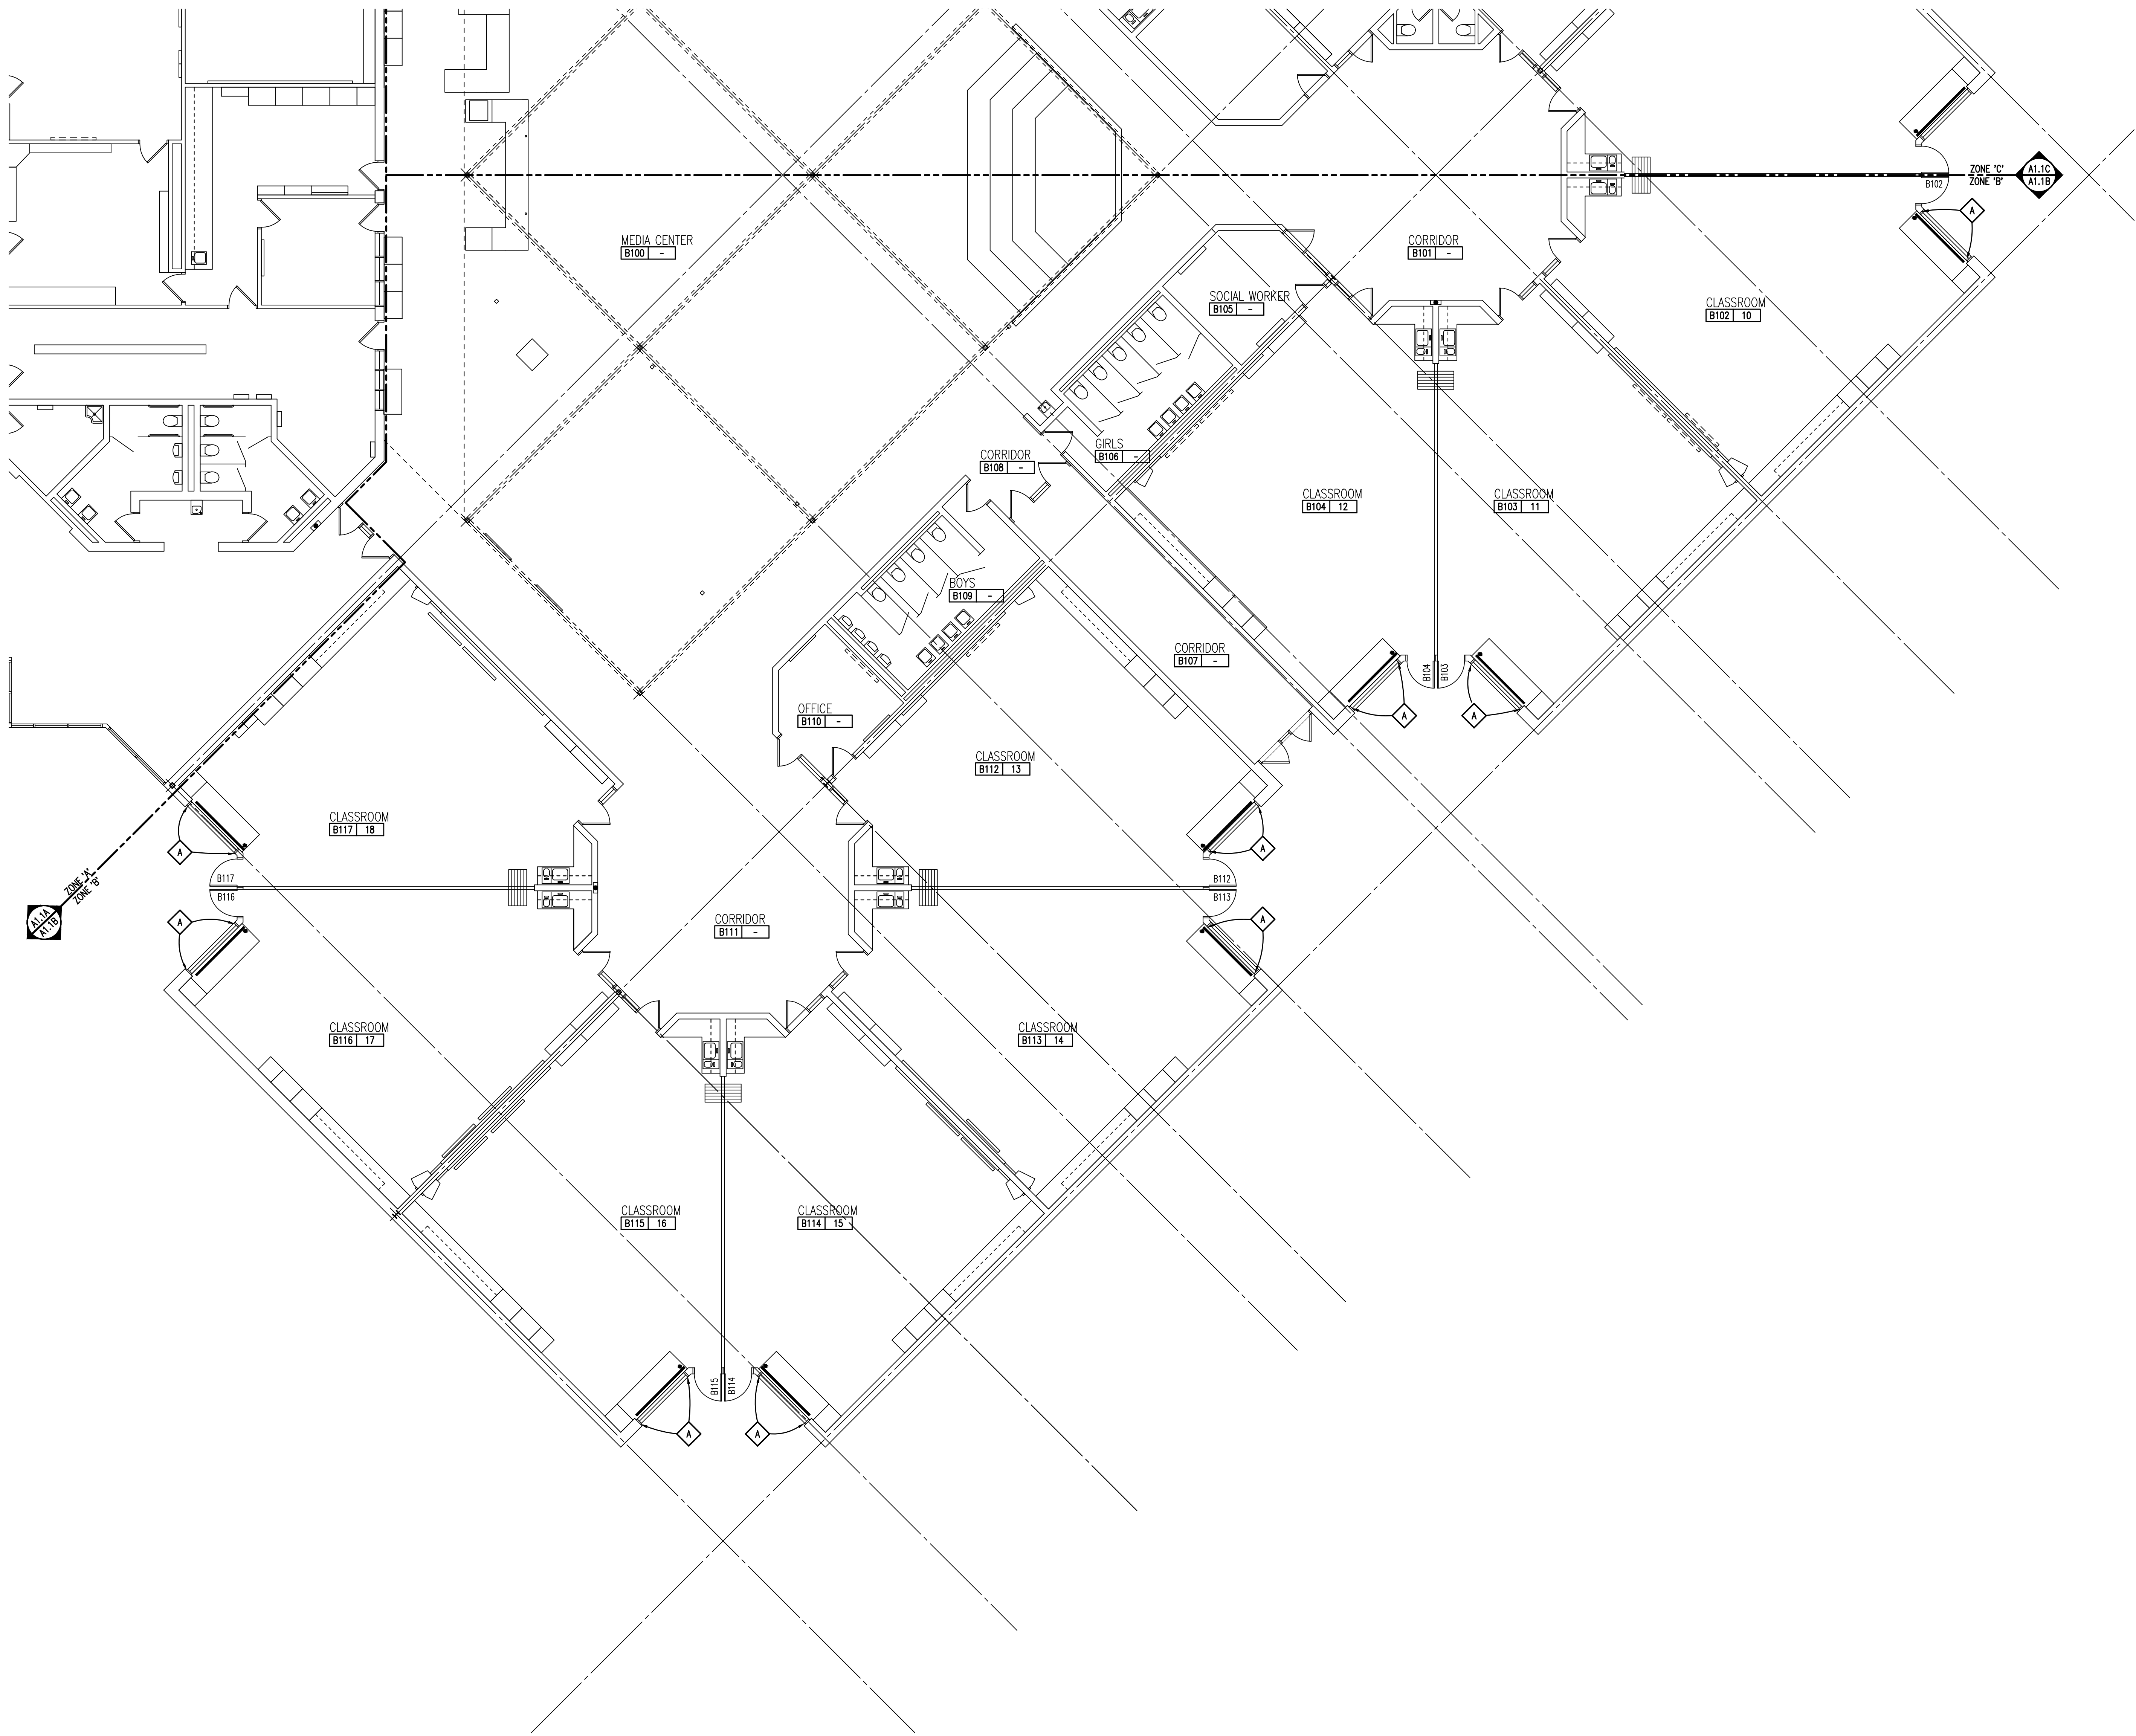 ZONE 'C'
ZONE 'B'
A1.1C
A1.1B
B102
A
MEDIA CENTER
B100 -
CORRIDOR
B101 -
SOCIAL WORKER
B105 -
CLASSROOM
B102 10
GIRLS
B106 -
CORRIDOR
B108 -
CLASSROOM
B104 12
CLASSROOM
B103 11
BOYS
B109 -
CORRIDOR
B107 -
B104
B103
A
A
OFFICE
B110 -
CLASSROOM
B112 13
CLASSROOM
B117 18
A
A
B117
B116
B112
B113
ZONE 'A'
ZONE 'B'
A1.1A
A1.1B
A
A
CORRIDOR
B111 -
CLASSROOM
B116 17
CLASSROOM
B113 14
CLASSROOM
B115 16
CLASSROOM
B114 15
B115
B114
A
A